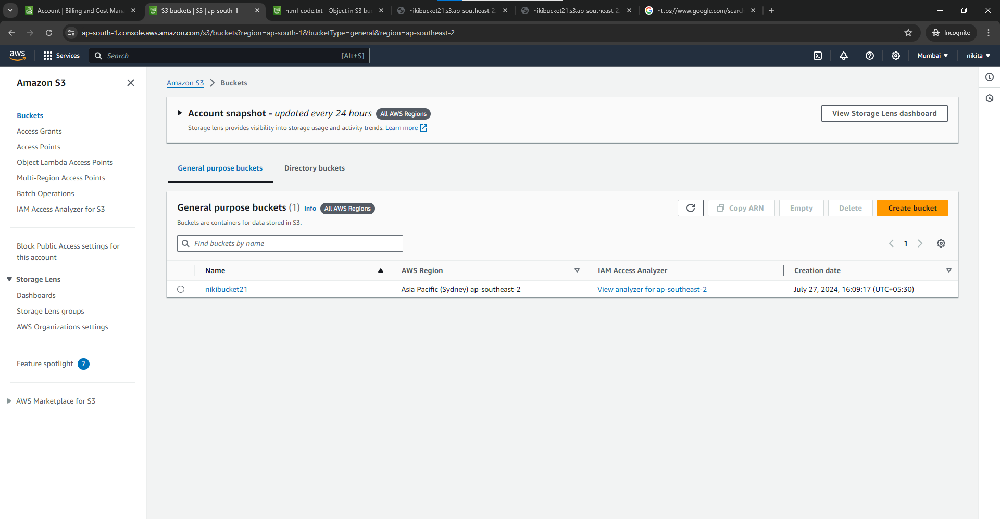 Account | Billing and Cost Mana
S3 buckets | S3 | ap-south-1
html_code.txt - Object in S3 bu
nikibucket21.s3.ap-southeast-2
nikibucket21.s3.ap-southeast-2
https://www.google.com/search
ap-south-1.console.aws.amazon.com/s3/buckets?region=ap-south-1&bucketType=general&region=ap-southeast-2
Incognito
aws
Services
Search
[Alt+S]
Mumbai
nikita
Amazon S3
Buckets
Access Grants
Access Points
Object Lambda Access Points
Multi-Region Access Points
Batch Operations
IAM Access Analyzer for S3
Block Public Access settings for
this account
Storage Lens
Dashboards
Storage Lens groups
AWS Organizations settings
Feature spotlight 7
AWS Marketplace for S3
Amazon S3 > Buckets
Account snapshot - updated every 24 hours All AWS Regions
Storage lens provides visibility into storage usage and activity trends. Learn more
View Storage Lens dashboard
General purpose buckets
Directory buckets
General purpose buckets (1) Info All AWS Regions
Buckets are containers for data stored in S3.
Copy ARN
Empty
Delete
Create bucket
Find buckets by name
1
Name
AWS Region
IAM Access Analyzer
Creation date
nikibucket21
Asia Pacific (Sydney) ap-southeast-2
View analyzer for ap-southeast-2
July 27, 2024, 16:09:17 (UTC+05:30)